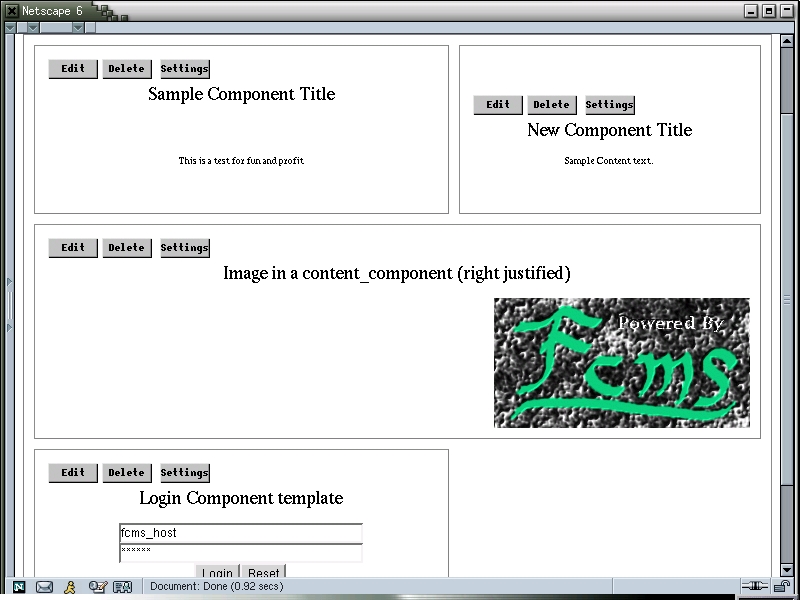 Netscape 6
Edit Delete Settings
Sample Component Title
This is a test for fun and profit
Edit Delete Settings
New Component Title
Sample Content text.
Edit Delete Settings
Image in a content_component (right justified)
Powered By
Fcms
Edit Delete Settings
Login Component template
fcms_host
******
Login Reset
Document: Done (0.92 secs)